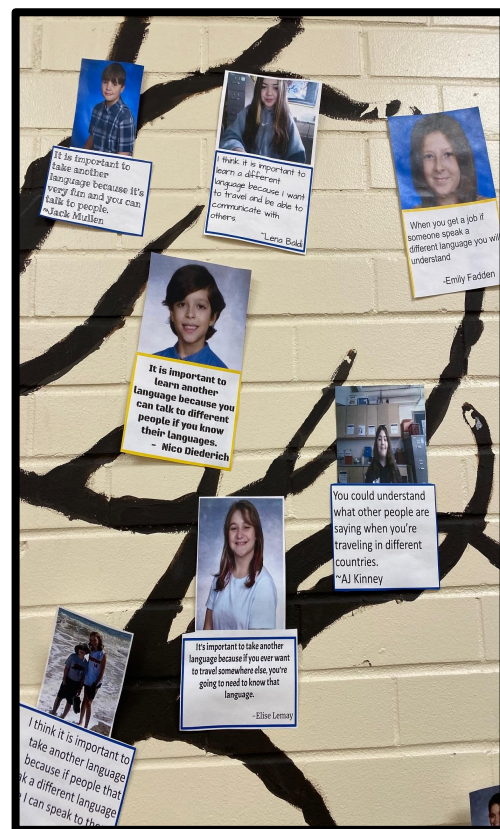 It is important to
take another
language because it's
very fun and you can
talk to people.
~Jack Mullen
I think it is important to
learn a different
language because I want
to travel and be able to
communicate with
others.
~Lena Baldi
When you get a job if
someone speak a
different language you will
understand
-Emily Fadden
It is important to
learn another
language because you
can talk to different
people if you know
their languages.
- Nico Diederich
You could understand
what other people are
saying when you're
traveling in different
countries.
~AJ Kinney
It's important to take another
language because if you ever want
to travel somewhere else, you're
going to need to know that
language.
-Elise Lemay
I think it is important to
take another language
because if people that
a different language
I can speak to